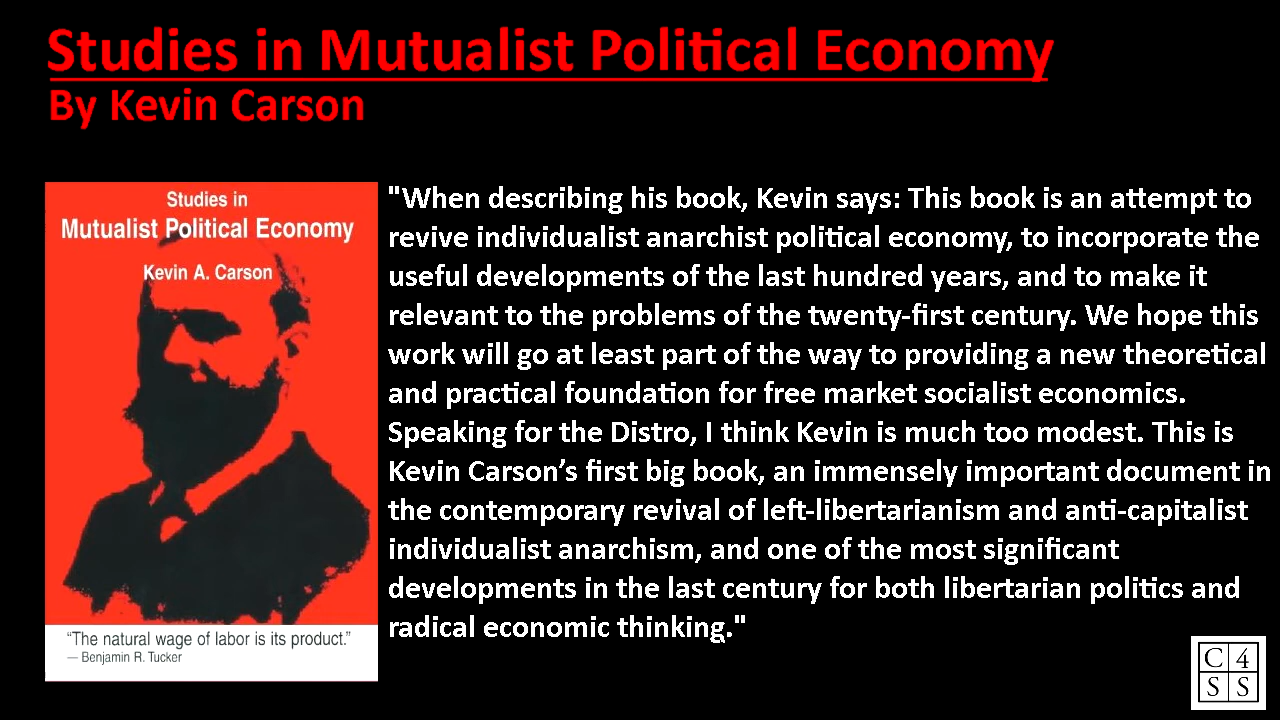 Studies in Mutualist Political Economy
By Kevin Carson
Studies in
Mutualist Political Economy
Kevin A. Carson
“The natural wage of labor is its product.”
— Benjamin R. Tucker
"When describing his book, Kevin says: This book is an attempt to
revive individualist anarchist political economy, to incorporate the
useful developments of the last hundred years, and to make it
relevant to the problems of the twenty-first century. We hope this
work will go at least part of the way to providing a new theoretical
and practical foundation for free market socialist economics.
Speaking for the Distro, I think Kevin is much too modest. This is
Kevin Carson’s first big book, an immensely important document in
the contemporary revival of left-libertarianism and anti-capitalist
individualist anarchism, and one of the most significant
developments in the last century for both libertarian politics and
radical economic thinking."
C 4
S S